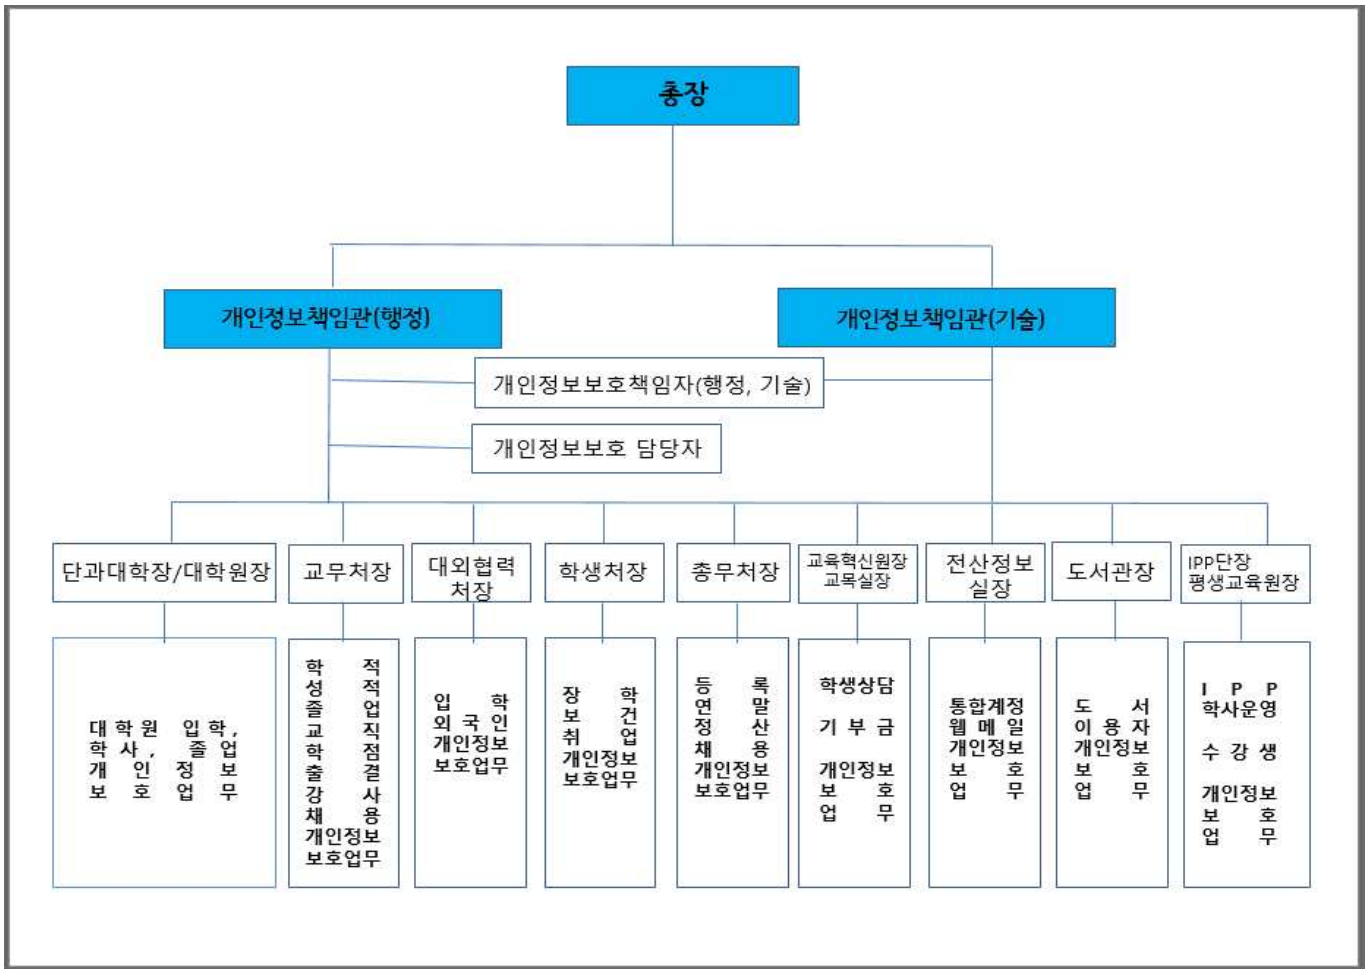 총장
개인정보책임관(행정)
개인정보책임관(기술)
개인정보보호책임자(행정, 기술)
개인정보보호 담당자
단과대학장/대학원장
교무처장
대외협력
처장
학생처장
총무처장
교육혁신원장
교목실장
전산정보
실장
도서관장
IPP단장
평생교육원장
대학원 입학,
학사, 졸업
개 인 정 보
보 호 업 무
학 적
성 적
졸 업
교 직
학 점
출 결
강 사
채 용
개인정보
보호업무
입 학
외 국 인
개인정보
보호업무
장 학
보 건
취 업
개인정보
보호업무
등 록
연 말
정 산
채 용
개인정보
보호업무
학생상담
기 부 금
개인정보
보 호
업 무
통합계정
웹 메 일
개인정보
보 호
업 무
도 서
이 용 자
개인정보
보 호
업 무
I P P
학사운영
수 강 생
개인정보
보 호
업 무